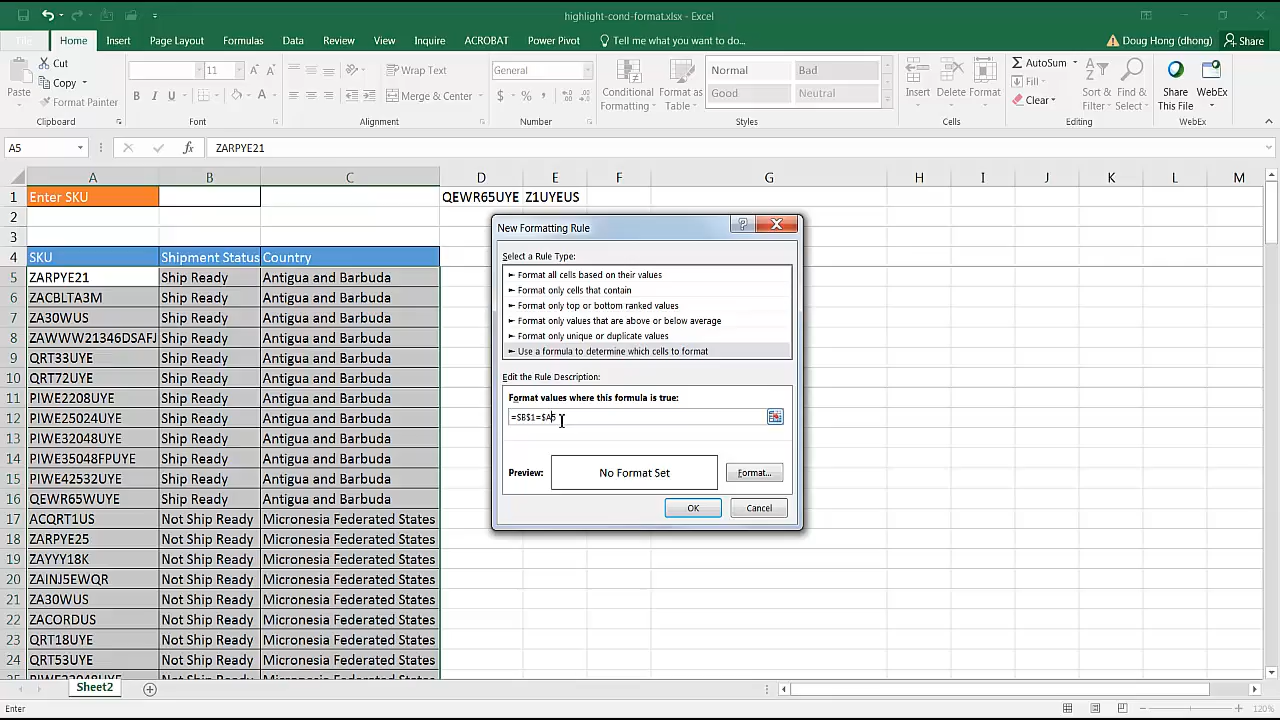 highlight-cond-format.xlsx - Excel
File Home Insert Page Layout Formulas Data Review View Inquire ACROBAT Power Pivot Tell me what you want to do... Doug Hong (dhong) Share
Paste Cut Copy Format Painter
Clipboard
11
B I U
Font
Wrap Text
Merge & Center
Alignment
General
$ % ,
Number
Conditional Formatting Format as Table
Normal Bad
Good Neutral
Styles
Insert Delete Format
Cells
AutoSum
Fill
Clear
Sort & Filter Find & Select
Editing
Share This File WebEx
WebEx
A5 fx ZARPYE21
A B C D E F G H I J K L M
1 Enter SKU QEWR65UYE Z1UYEUS
2
3
4 SKU Shipment Status Country
5 ZARPYE21 Ship Ready Antigua and Barbuda
6 ZACBLTA3M Ship Ready Antigua and Barbuda
7 ZA30WUS Ship Ready Antigua and Barbuda
8 ZAWWW21346DSAFJ Ship Ready Antigua and Barbuda
9 QRT33UYE Ship Ready Antigua and Barbuda
10 QRT72UYE Ship Ready Antigua and Barbuda
11 PIWE2208UYE Ship Ready Antigua and Barbuda
12 PIWE25024UYE Ship Ready Antigua and Barbuda
13 PIWE32048UYE Ship Ready Antigua and Barbuda
14 PIWE35048FPUYE Ship Ready Antigua and Barbuda
15 PIWE42532UYE Ship Ready Antigua and Barbuda
16 QEWR65WUYE Ship Ready Antigua and Barbuda
17 ACQRT1US Not Ship Ready Micronesia Federated States
18 ZARPYE25 Not Ship Ready Micronesia Federated States
19 ZAYYY18K Not Ship Ready Micronesia Federated States
20 ZAINJ5EWQR Not Ship Ready Micronesia Federated States
21 ZA30WUS Not Ship Ready Micronesia Federated States
22 ZACORDUS Not Ship Ready Micronesia Federated States
23 QRT18UYE Not Ship Ready Micronesia Federated States
24 QRT53UYE Not Ship Ready Micronesia Federated States
New Formatting Rule
Select a Rule Type:
► Format all cells based on their values
► Format only cells that contain
► Format only top or bottom ranked values
► Format only values that are above or below average
► Format only unique or duplicate values
► Use a formula to determine which cells to format
Edit the Rule Description:
Format values where this formula is true:
=$B$1=$A5
Preview: No Format Set Format...
OK Cancel
Sheet2
Enter 120%